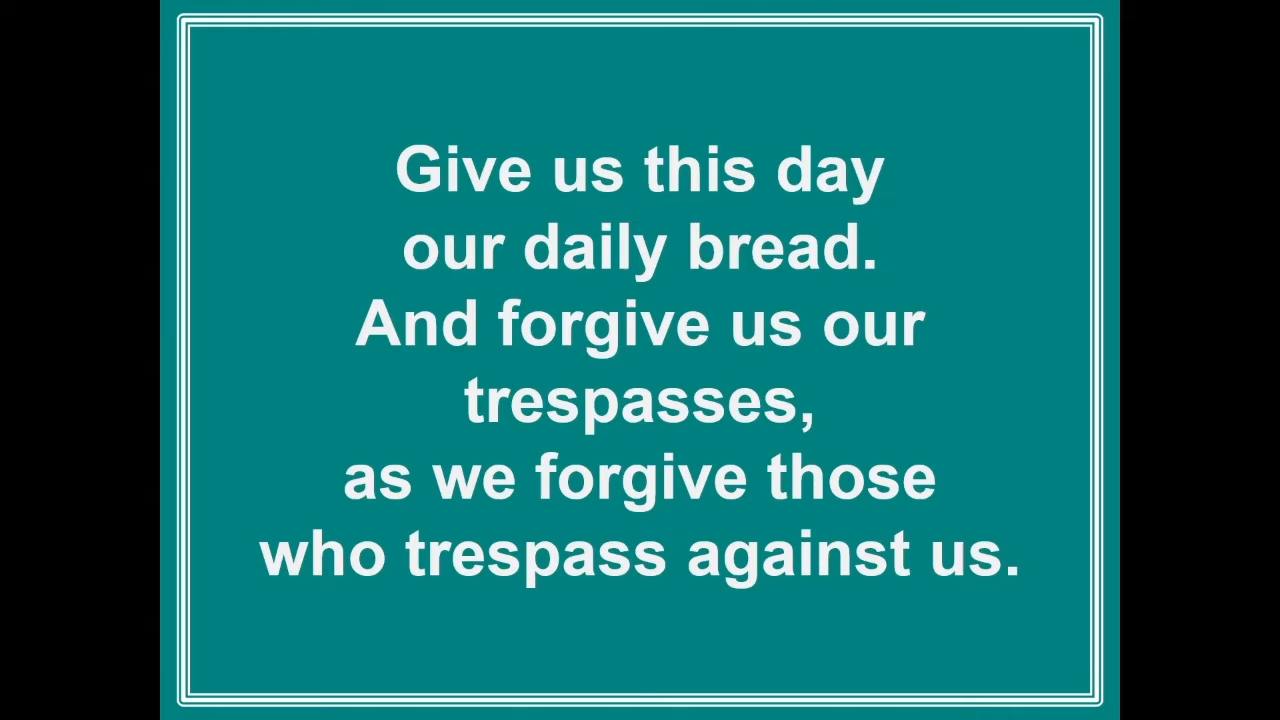 Give us this day
our daily bread.
And forgive us our
trespasses,
as we forgive those
who trespass against us.